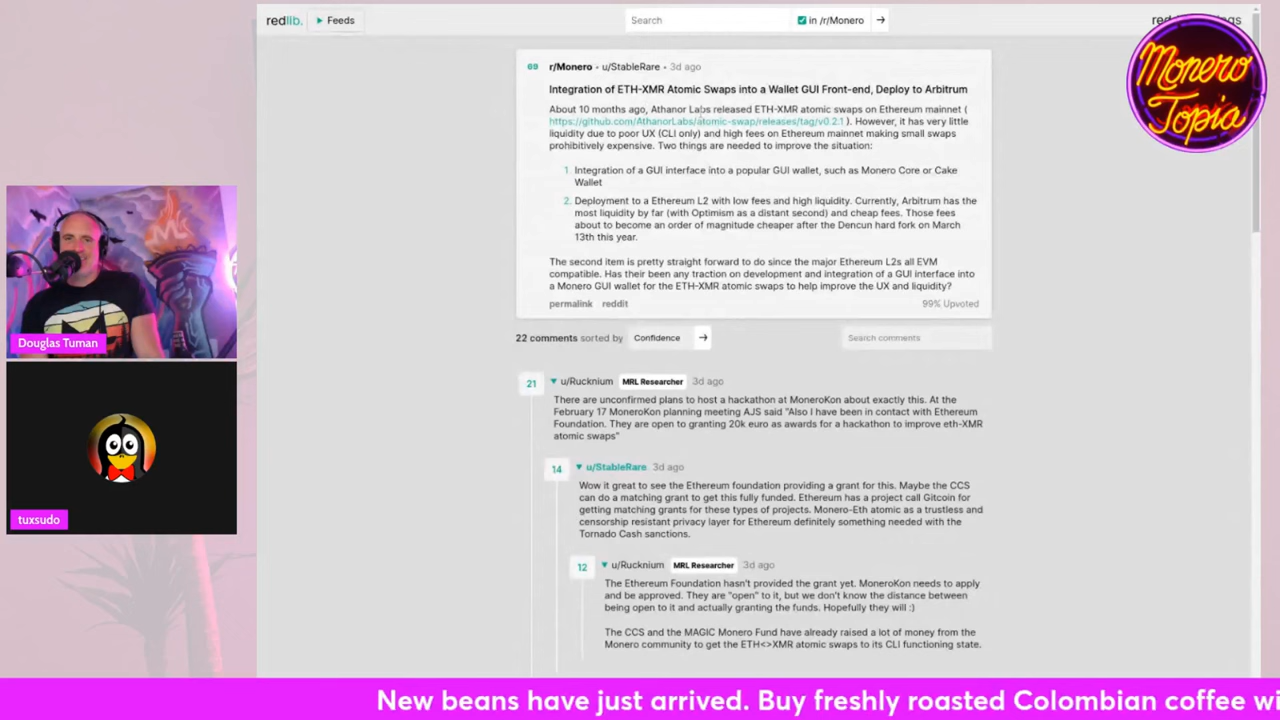 redlib.
Feeds
Search
in /r/Monero
Monero
Topia
69 r/Monero • u/StableRare • 3d ago
Integration of ETH-XMR Atomic Swaps into a Wallet GUI Front-end, Deploy to Arbitrum
About 10 months ago, Athanor Labs released ETH-XMR atomic swaps on Ethereum mainnet (
https://github.com/AthanorLabs/atomic-swap/releases/tag/v0.2.1 ). However, it has very little
liquidity due to poor UX (CLI only) and high fees on Ethereum mainnet making small swaps
prohibitively expensive. Two things are needed to improve the situation:
1. Integration of a GUI interface into a popular GUI wallet, such as Monero Core or Cake
Wallet
2. Deployment to a Ethereum L2 with low fees and high liquidity. Currently, Arbitrum has the
most liquidity by far (with Optimism as a distant second) and cheap fees. Those fees
about to become an order of magnitude cheaper after the Dencun hard fork on March
13th this year.
The second item is pretty straight forward to do since the major Ethereum L2s all EVM
compatible. Has their been any traction on development and integration of a GUI interface into
a Monero GUI wallet for the ETH-XMR atomic swaps to help improve the UX and liquidity?
permalink reddit
99% Upvoted
22 comments sorted by Confidence
Search comments
21 u/Rucknium MRL Researcher 3d ago
There are unconfirmed plans to host a hackathon at MoneroKon about exactly this. At the
February 17 MoneroKon planning meeting AJS said "Also I have been in contact with Ethereum
Foundation. They are open to granting 20k euro as awards for a hackathon to improve eth-XMR
atomic swaps"
14 u/StableRare 3d ago
Wow it great to see the Ethereum foundation providing a grant for this. Maybe the CCS
can do a matching grant to get this fully funded. Ethereum has a project call Gitcoin for
getting matching grants for these types of projects. Monero-Eth atomic as a trustless and
censorship resistant privacy layer for Ethereum definitely something needed with the
Tornado Cash sanctions.
12 u/Rucknium MRL Researcher 3d ago
The Ethereum Foundation hasn't provided the grant yet. MoneroKon needs to apply
and be approved. They are "open" to it, but we don't know the distance between
being open to it and actually granting the funds. Hopefully they will :)
The CCS and the MAGIC Monero Fund have already raised a lot of money from the
Monero community to get the ETH<>XMR atomic swaps to its CLI functioning state.
Douglas Tuman
tuxsudo
New beans have just arrived. Buy freshly roasted Colombian coffee wi